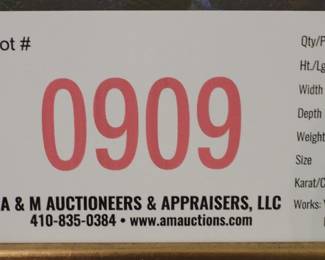 ot #
0909
A & M AUCTIONEERS & APPRAISERS, LLC
410-835-0384 • www.amauctions.com
Qty/P
Ht./Lg
Width
Depth
Weight
Size
Karat/C
Works: